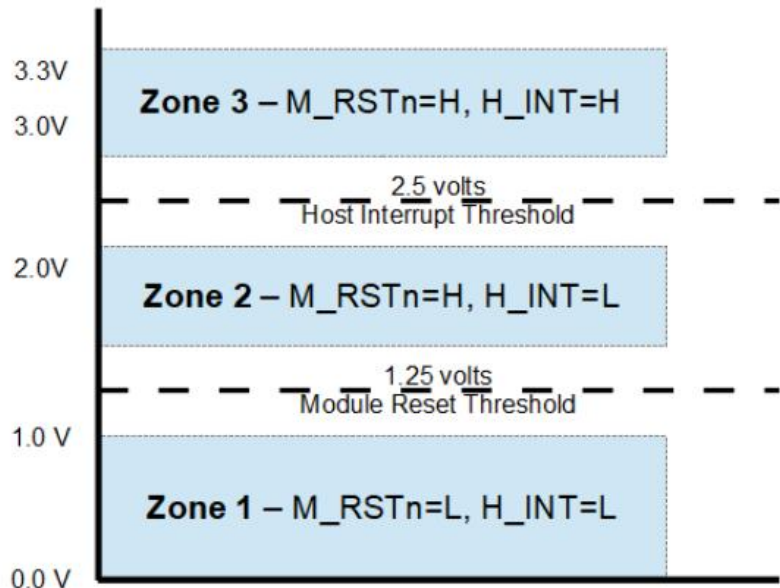 3.3V
Zone 3 – M_RSTn=H, H_INT=H
3.0V
2.5 volts
Host Interrupt Threshold
2.0V
Zone 2 – M_RSTn=H, H_INT=L
1.25 volts
Module Reset Threshold
1.0 V
Zone 1 – M_RSTn=L, H_INT=L
0.0 V